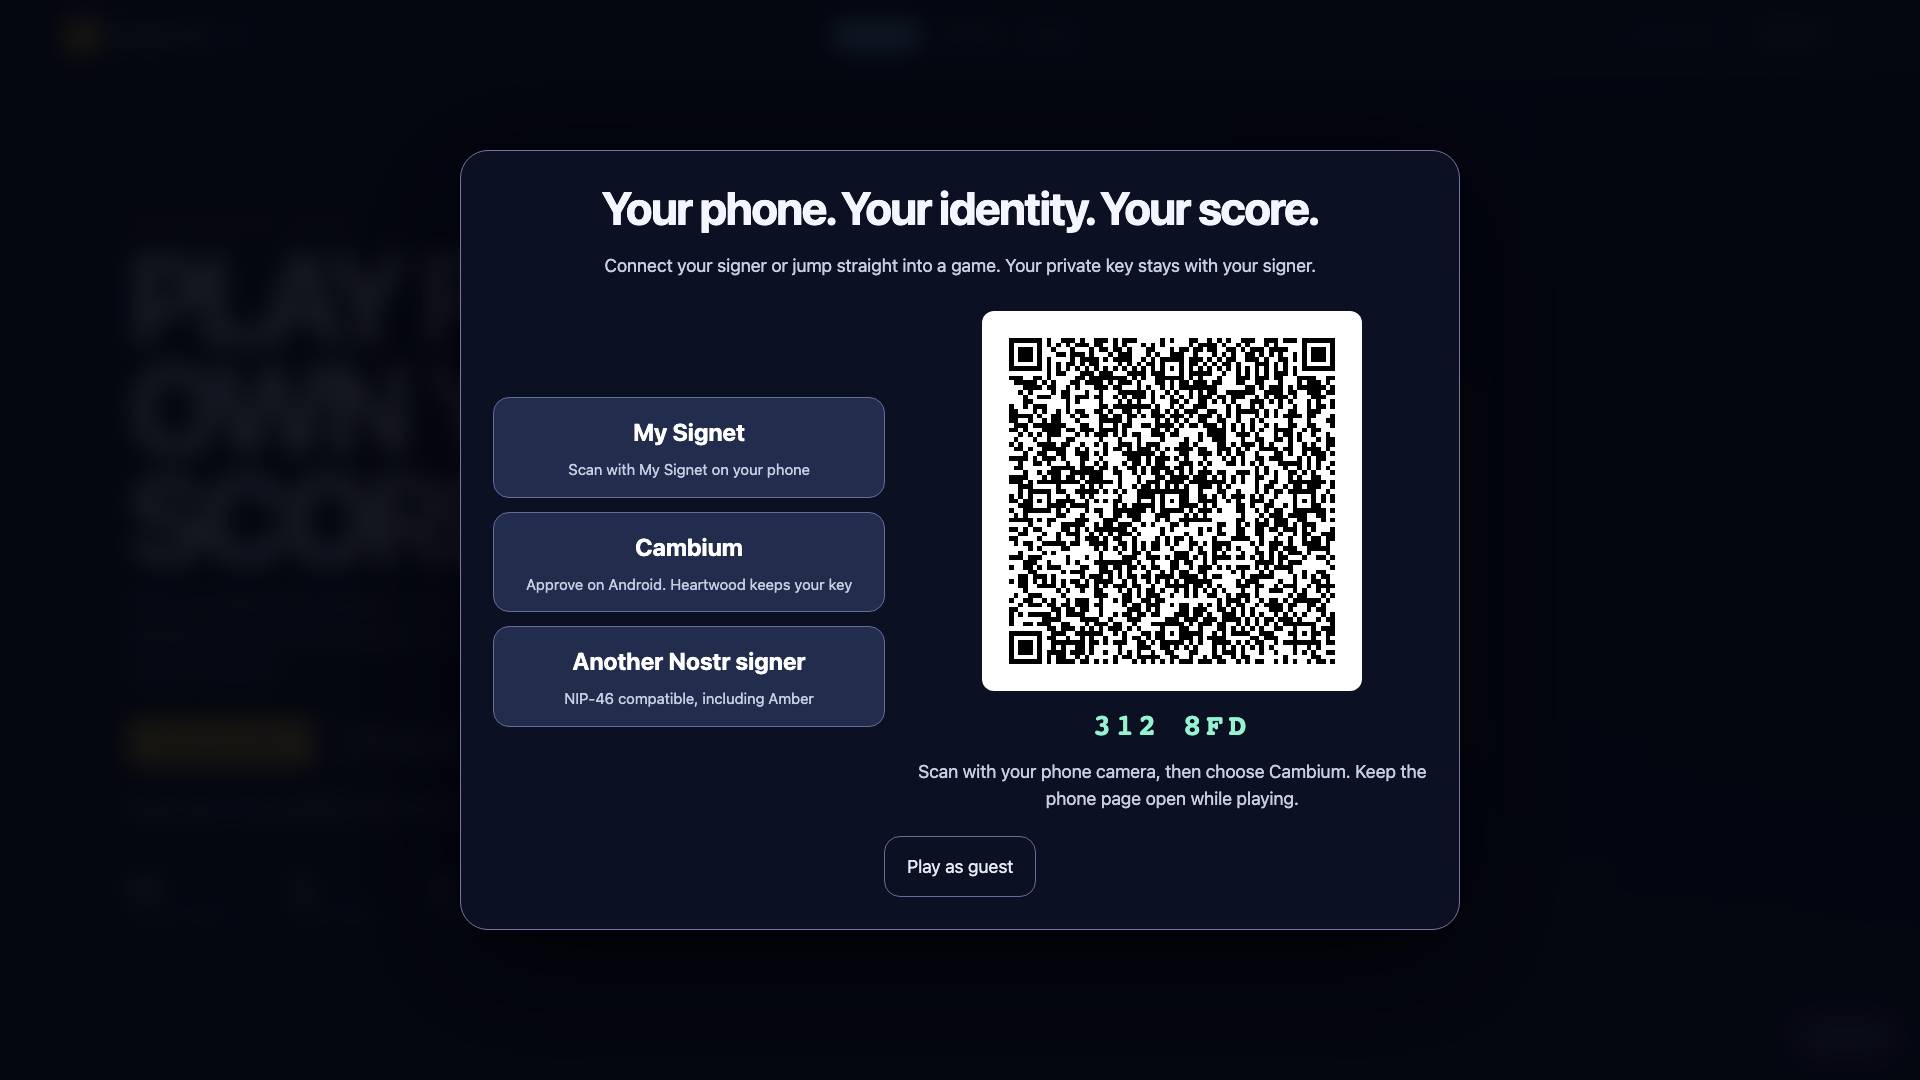 Your phone. Your identity. Your score.
Connect your signer or jump straight into a game. Your private key stays with your signer.
My Signet
Scan with My Signet on your phone
Cambium
Approve on Android. Heartwood keeps your key
Another Nostr signer
NIP-46 compatible, including Amber
312 8FD
Scan with your phone camera, then choose Cambium. Keep the
phone page open while playing.
Play as guest
PLAY
OWN